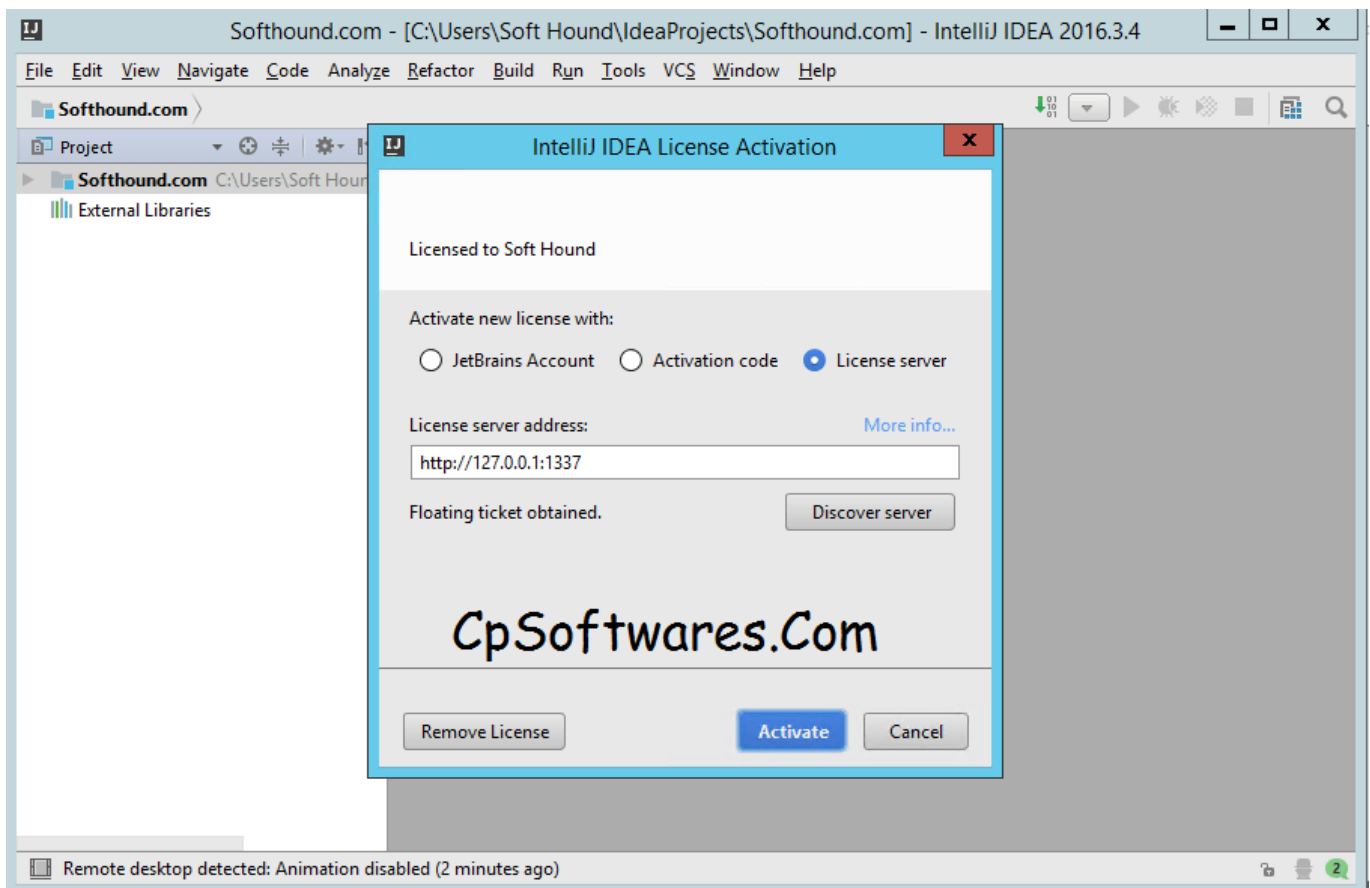 Softhound.com - [C:\Users\Soft Hound\IdeaProjects\Softhound.com] - IntelliJ IDEA 2016.3.4
File Edit View Navigate Code Analyze Refactor Build Run Tools VCS Window Help
Softhound.com
Project
Softhound.com C:\Users\Soft Houn
External Libraries
IntelliJ IDEA License Activation
Licensed to Soft Hound
Activate new license with:
JetBrains Account Activation code License server
License server address: More info...
http://127.0.0.1:1337
Floating ticket obtained. Discover server
CpSoftwares.Com
Remove License Activate Cancel
Remote desktop detected: Animation disabled (2 minutes ago) 2